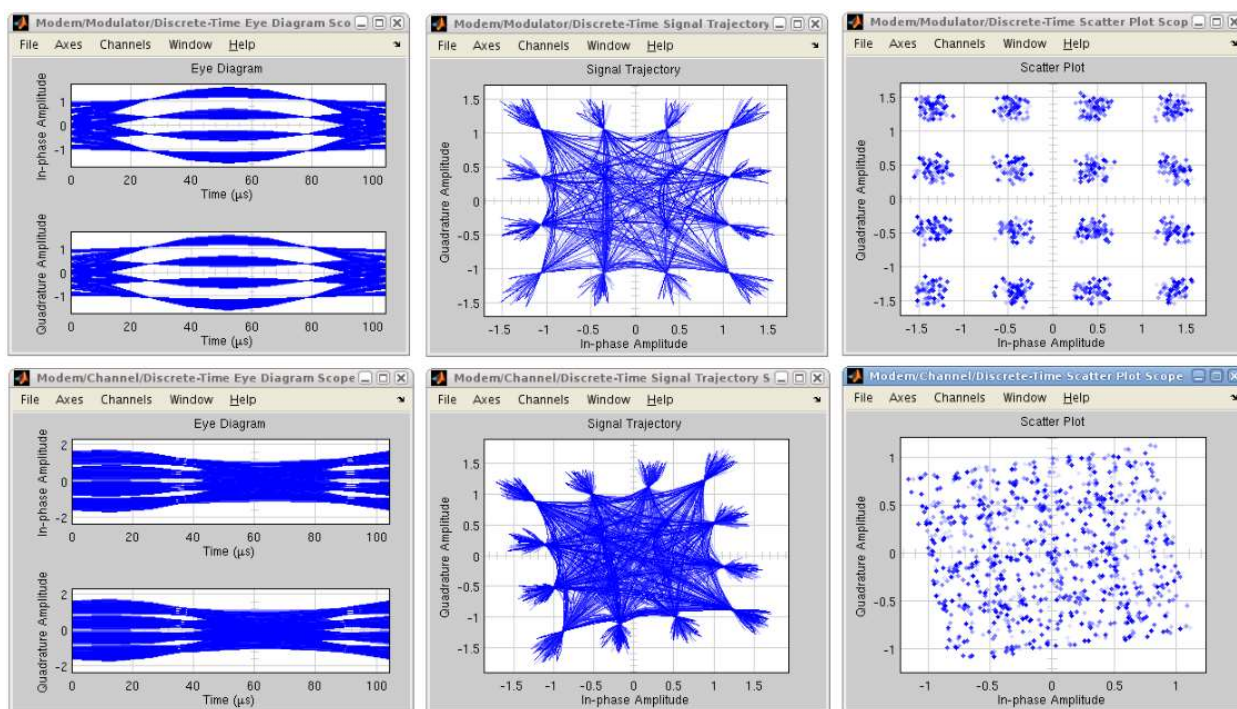 Modem/Modulator/Discrete-Time Eye Diagram Sco
File Axes Channels Window Help
Eye Diagram
In-phase Amplitude
1
0
-1
0 20 40 60 80 100
Time (μs)
Quadrature Amplitude
1
0
-1
0 20 40 60 80 100
Time (μs)
Modem/Modulator/Discrete-Time Signal Trajectory
File Axes Channels Window Help
Signal Trajectory
Quadrature Amplitude
1.5
1
0.5
0
-0.5
-1
-1.5
-1.5 -1 -0.5 0 0.5 1 1.5
In-phase Amplitude
Modem/Modulator/Discrete-Time Scatter Plot Scop
File Axes Channels Window Help
Scatter Plot
Quadrature Amplitude
1.5
1
0.5
0
-0.5
-1
-1.5
-1.5 -1 -0.5 0 0.5 1 1.5
In-phase Amplitude
Modem/Channel/Discrete-Time Eye Diagram Scope
File Axes Channels Window Help
Eye Diagram
In-phase Amplitude
2
0
-2
0 20 40 60 80 100
Time (μs)
Quadrature Amplitude
2
0
-2
0 20 40 60 80 100
Time (μs)
Modem/Channel/Discrete-Time Signal Trajectory S
File Axes Channels Window Help
Signal Trajectory
Quadrature Amplitude
1.5
1
0.5
0
-0.5
-1
-1.5
-1.5 -1 -0.5 0 0.5 1 1.5
In-phase Amplitude
Modem/Channel/Discrete-Time Scatter Plot Scope
File Axes Channels Window Help
Scatter Plot
Quadrature Amplitude
1
0.5
0
-0.5
-1
-1 -0.5 0 0.5 1
In-phase Amplitude